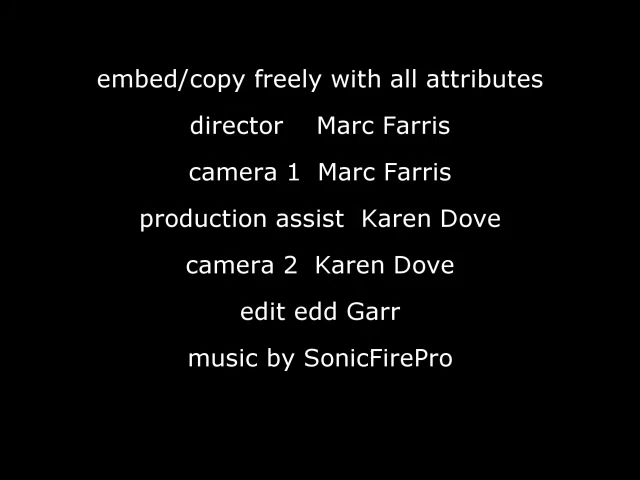 embed/copy freely with all attributes
director    Marc Farris
camera 1  Marc Farris
production assist  Karen Dove
camera 2  Karen Dove
edit edd Garr
music by SonicFirePro